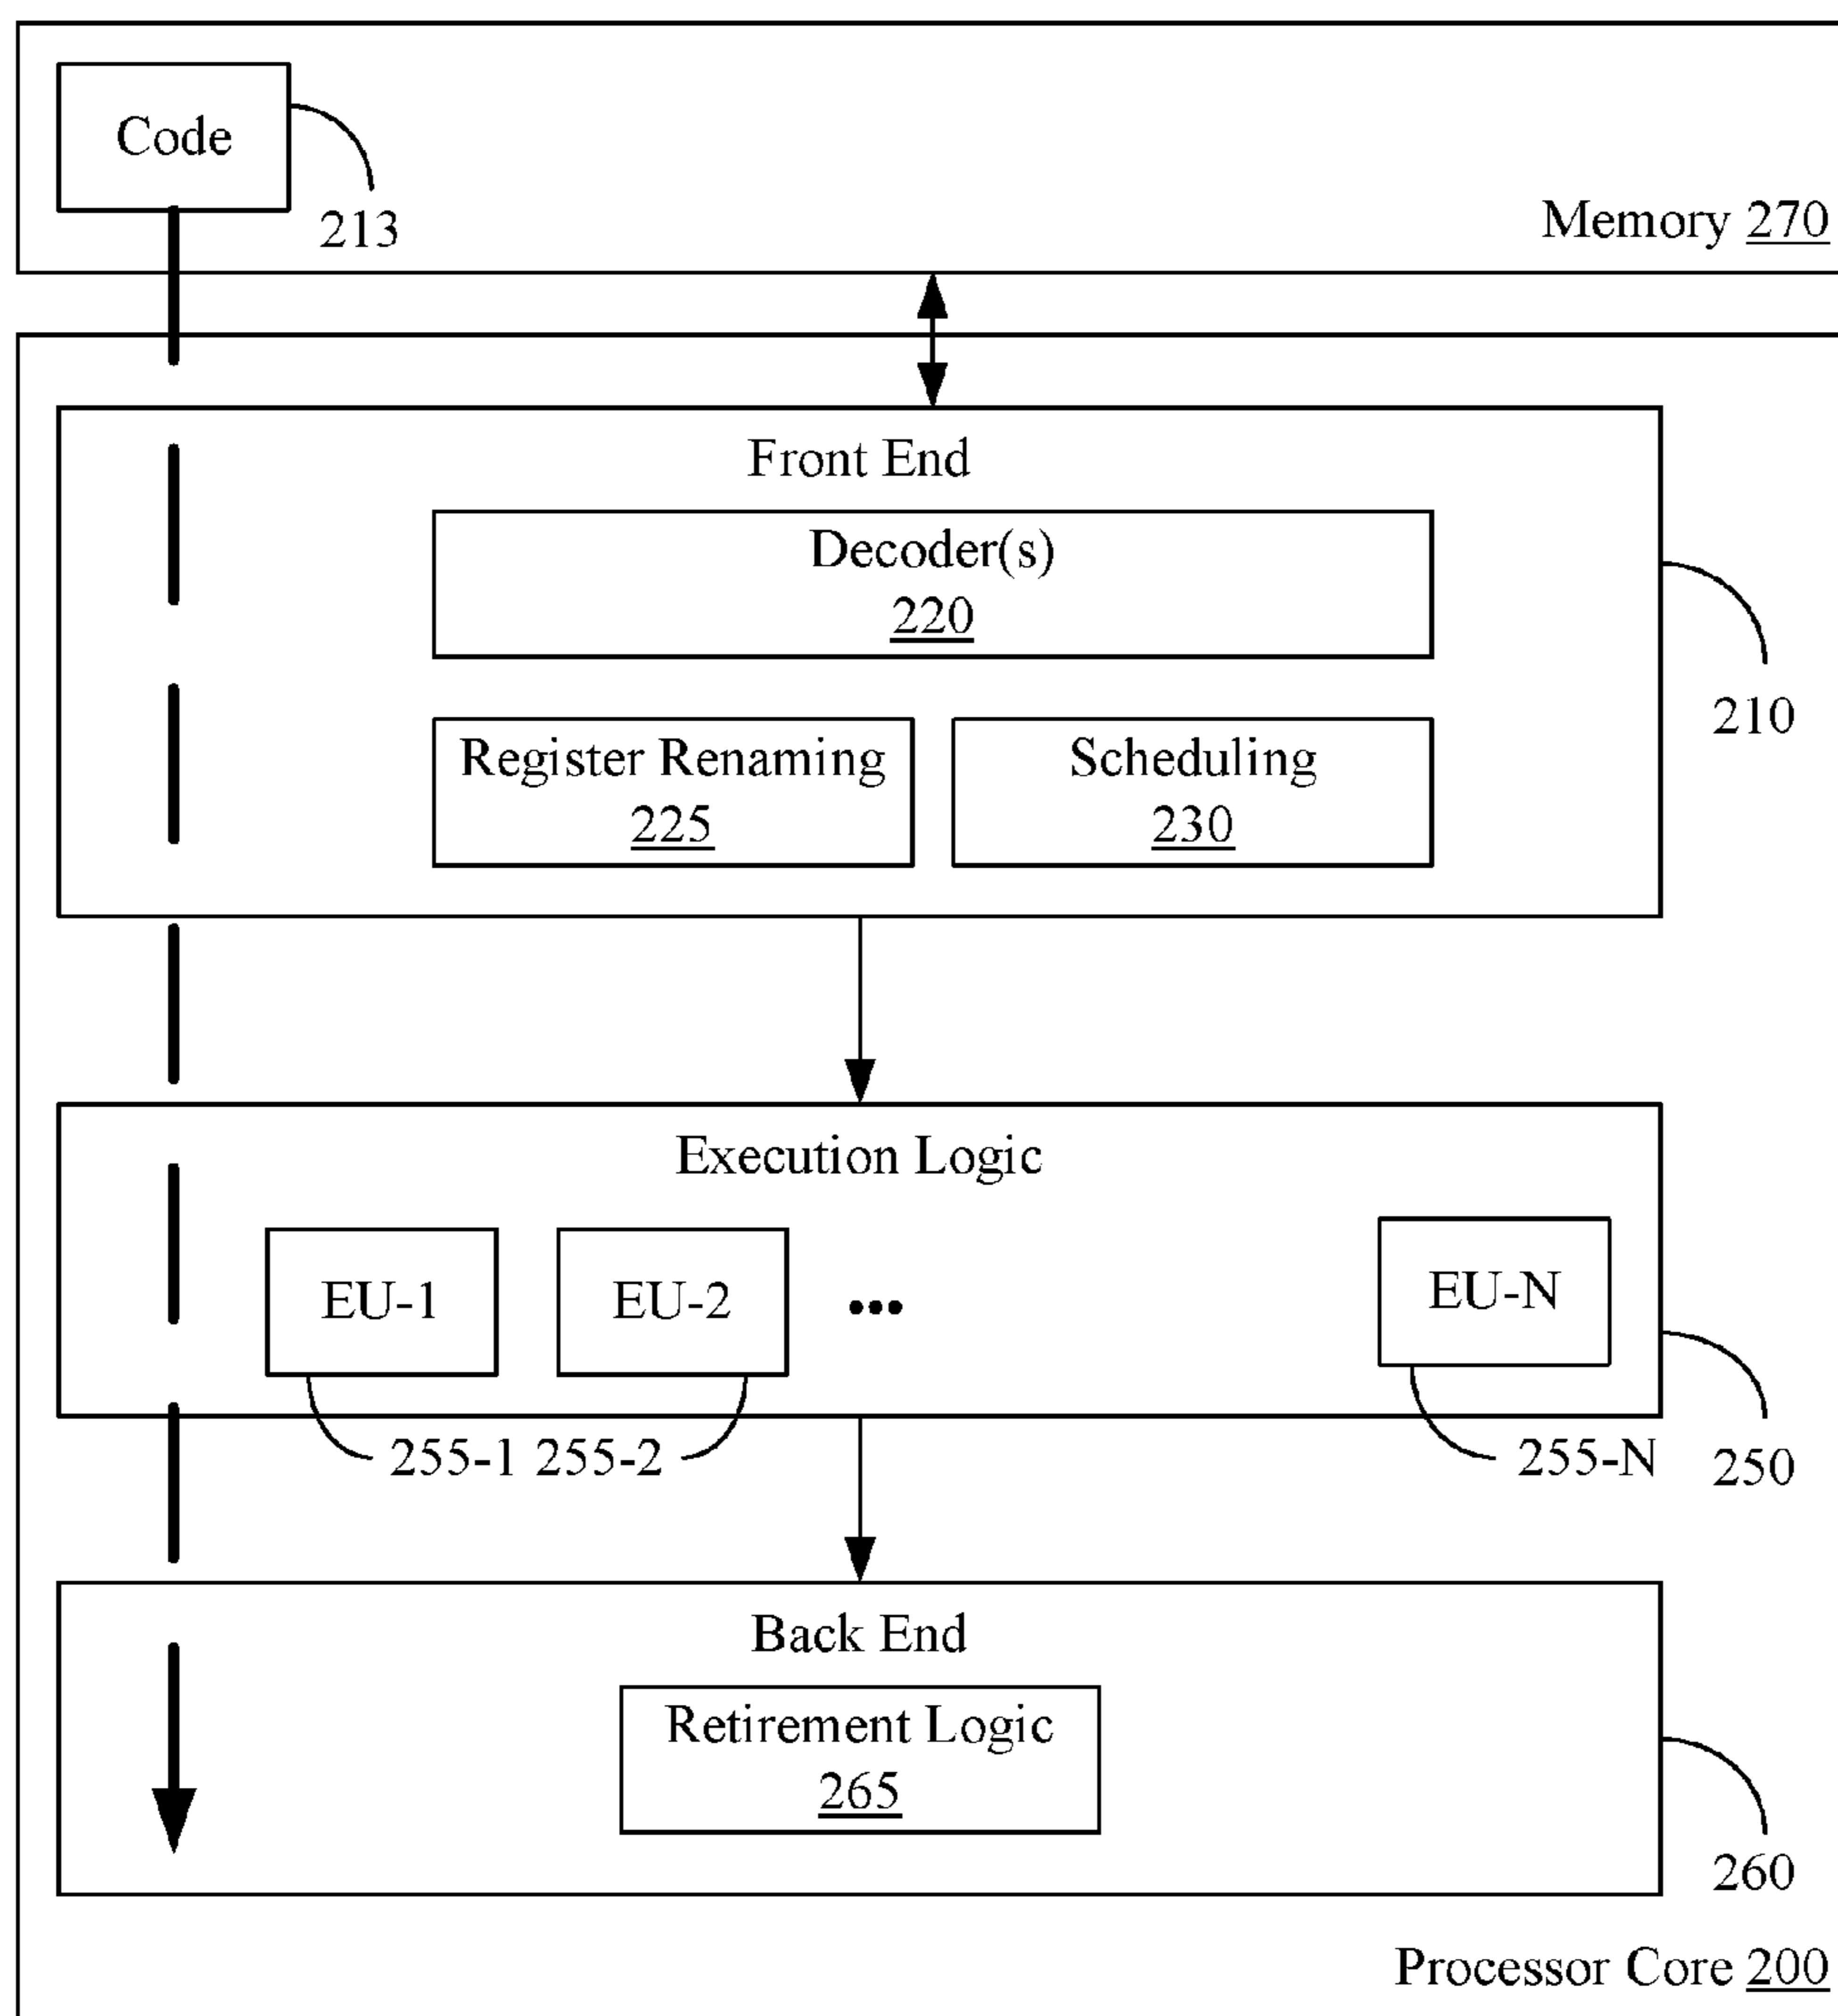 Code
213
Memory 270
Front End
Decoder(s)
220
Register Renaming
225
Scheduling
230
210
Execution Logic
EU-1
EU-2
•••
EU-N
255-1 255-2
255-N
250
Back End
Retirement Logic
265
260
Processor Core 200